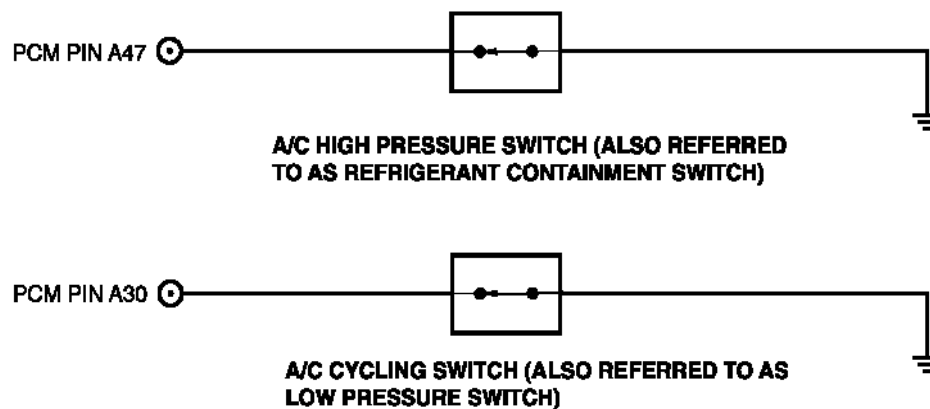 PCM PIN A47
A/C HIGH PRESSURE SWITCH (ALSO REFERRED
TO AS REFRIGERANT CONTAINMENT SWITCH)
PCM PIN A30
A/C CYCLING SWITCH (ALSO REFERRED TO AS
LOW PRESSURE SWITCH)